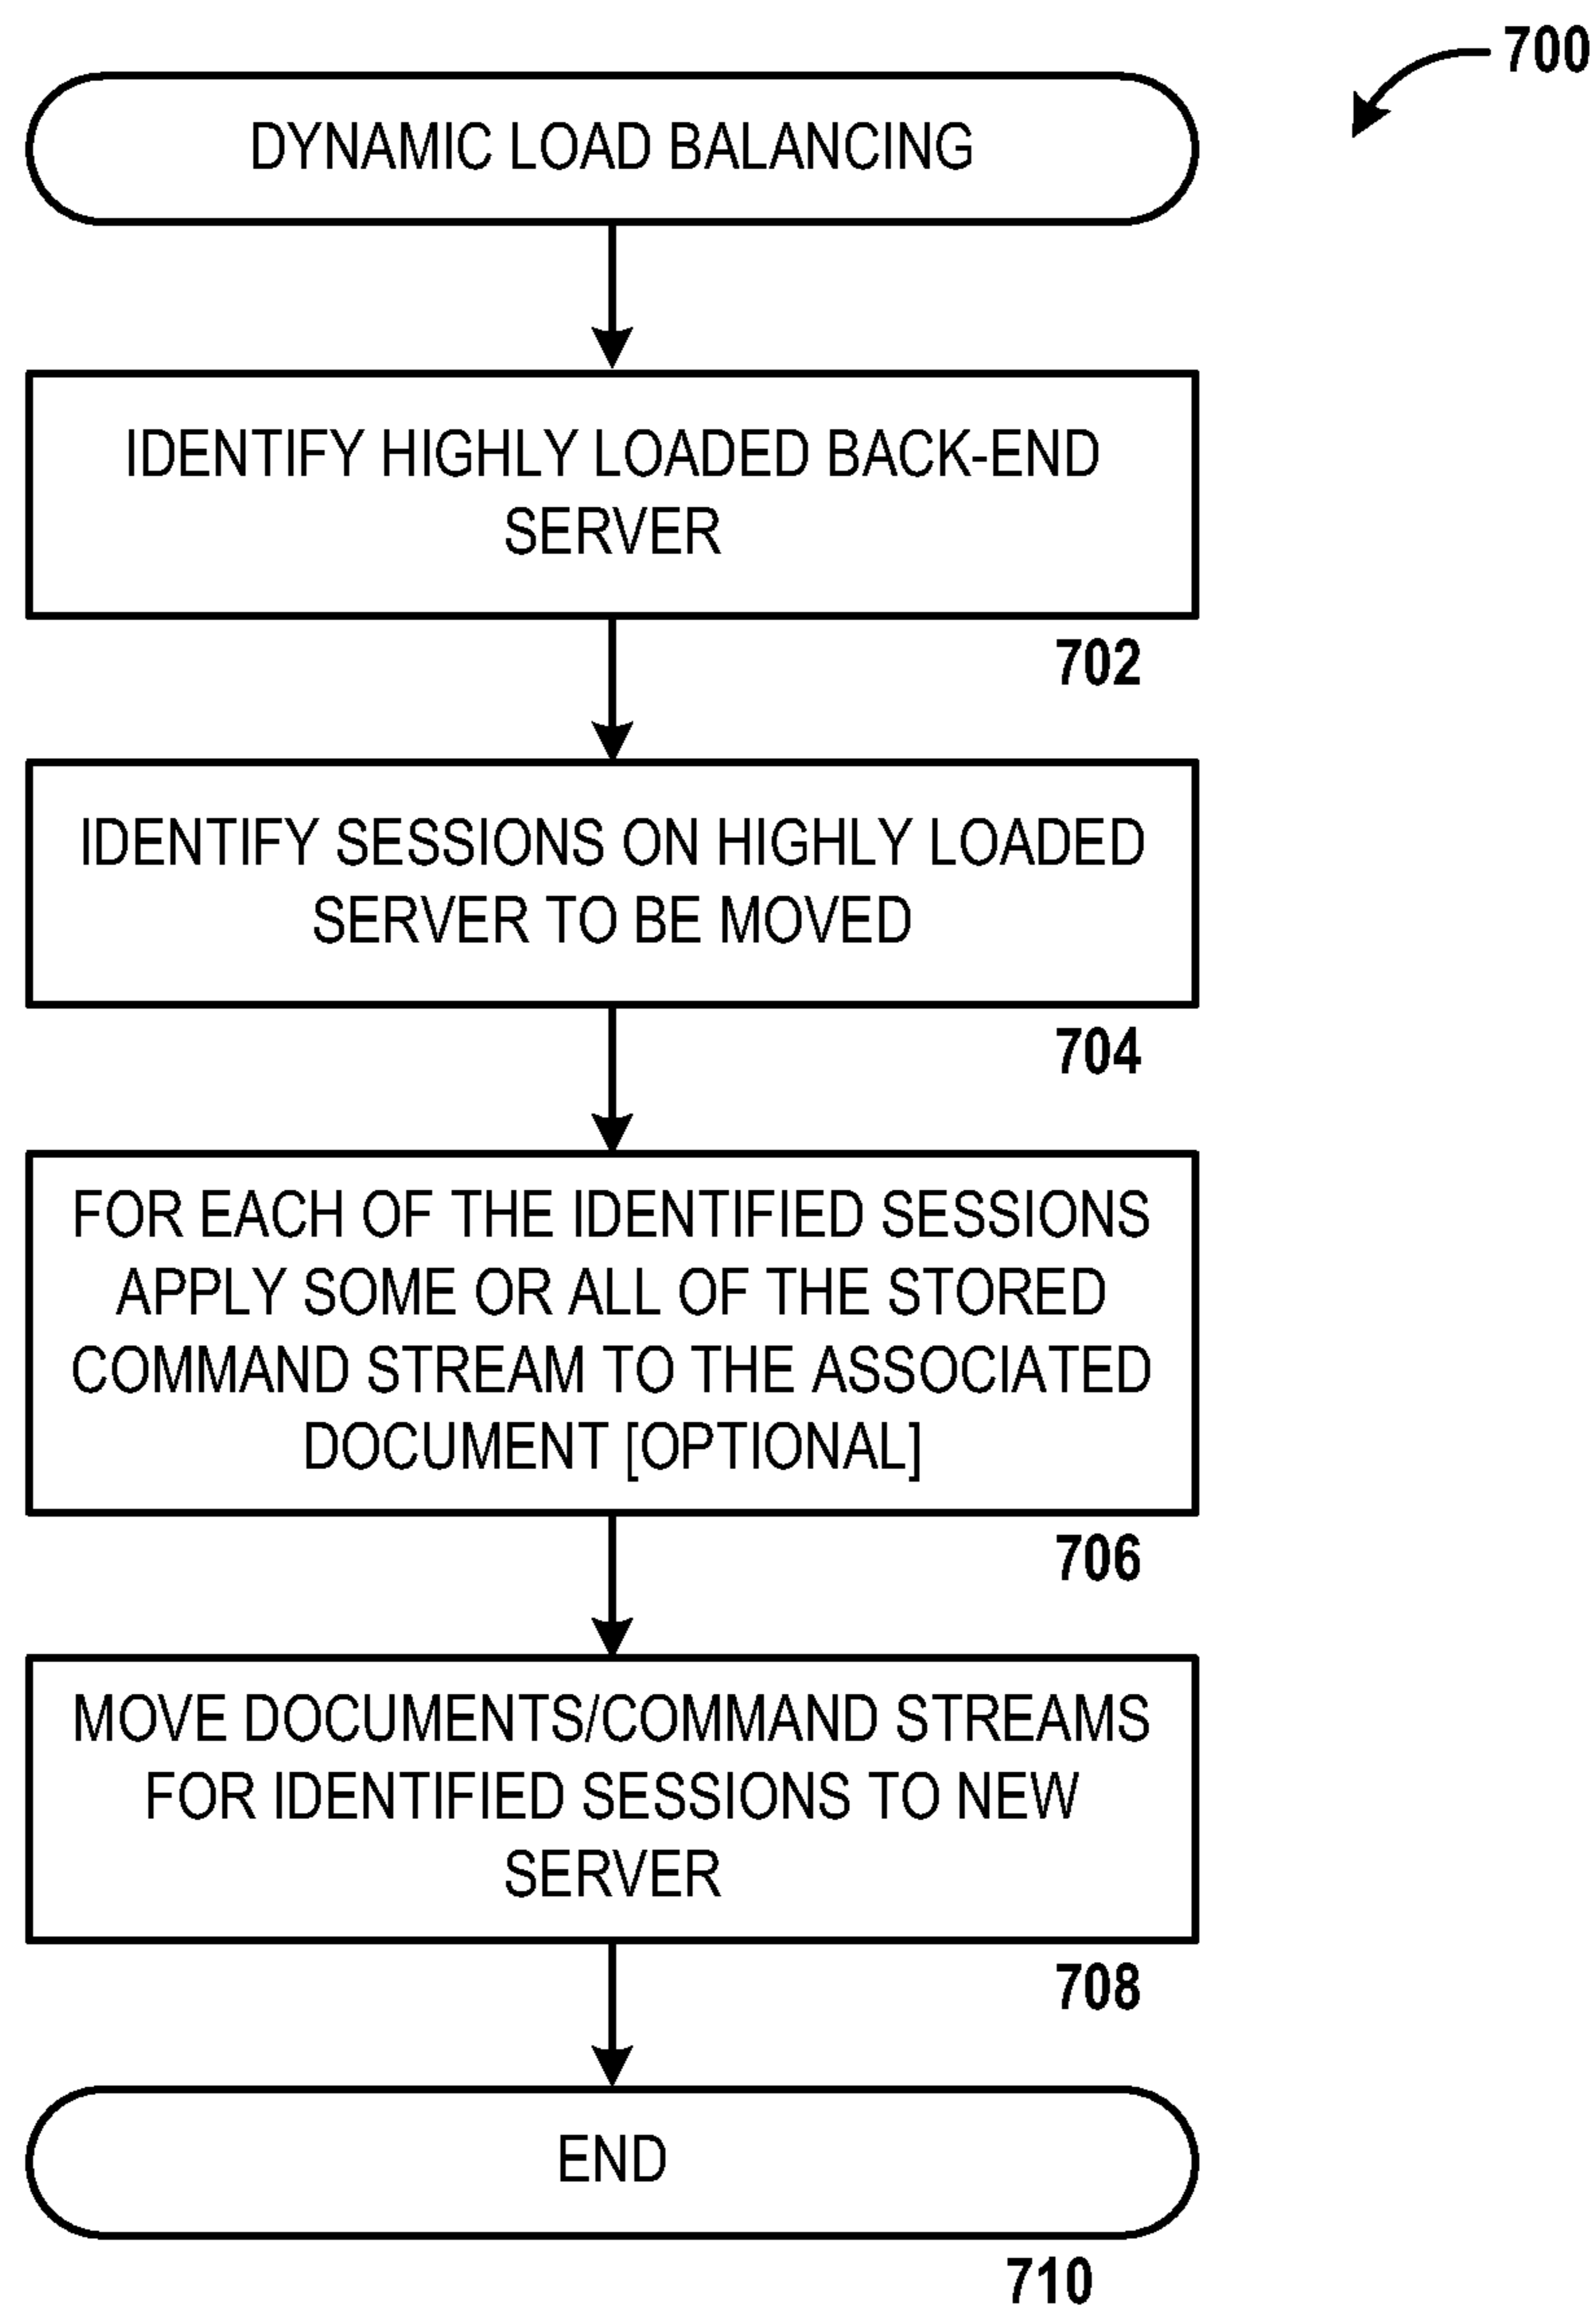 700
DYNAMIC LOAD BALANCING
IDENTIFY HIGHLY LOADED BACK-END
SERVER
702
IDENTIFY SESSIONS ON HIGHLY LOADED
SERVER TO BE MOVED
704
FOR EACH OF THE IDENTIFIED SESSIONS
APPLY SOME OR ALL OF THE STORED
COMMAND STREAM TO THE ASSOCIATED
DOCUMENT [OPTIONAL]
706
MOVE DOCUMENTS/COMMAND STREAMS
FOR IDENTIFIED SESSIONS TO NEW
SERVER
708
END
710